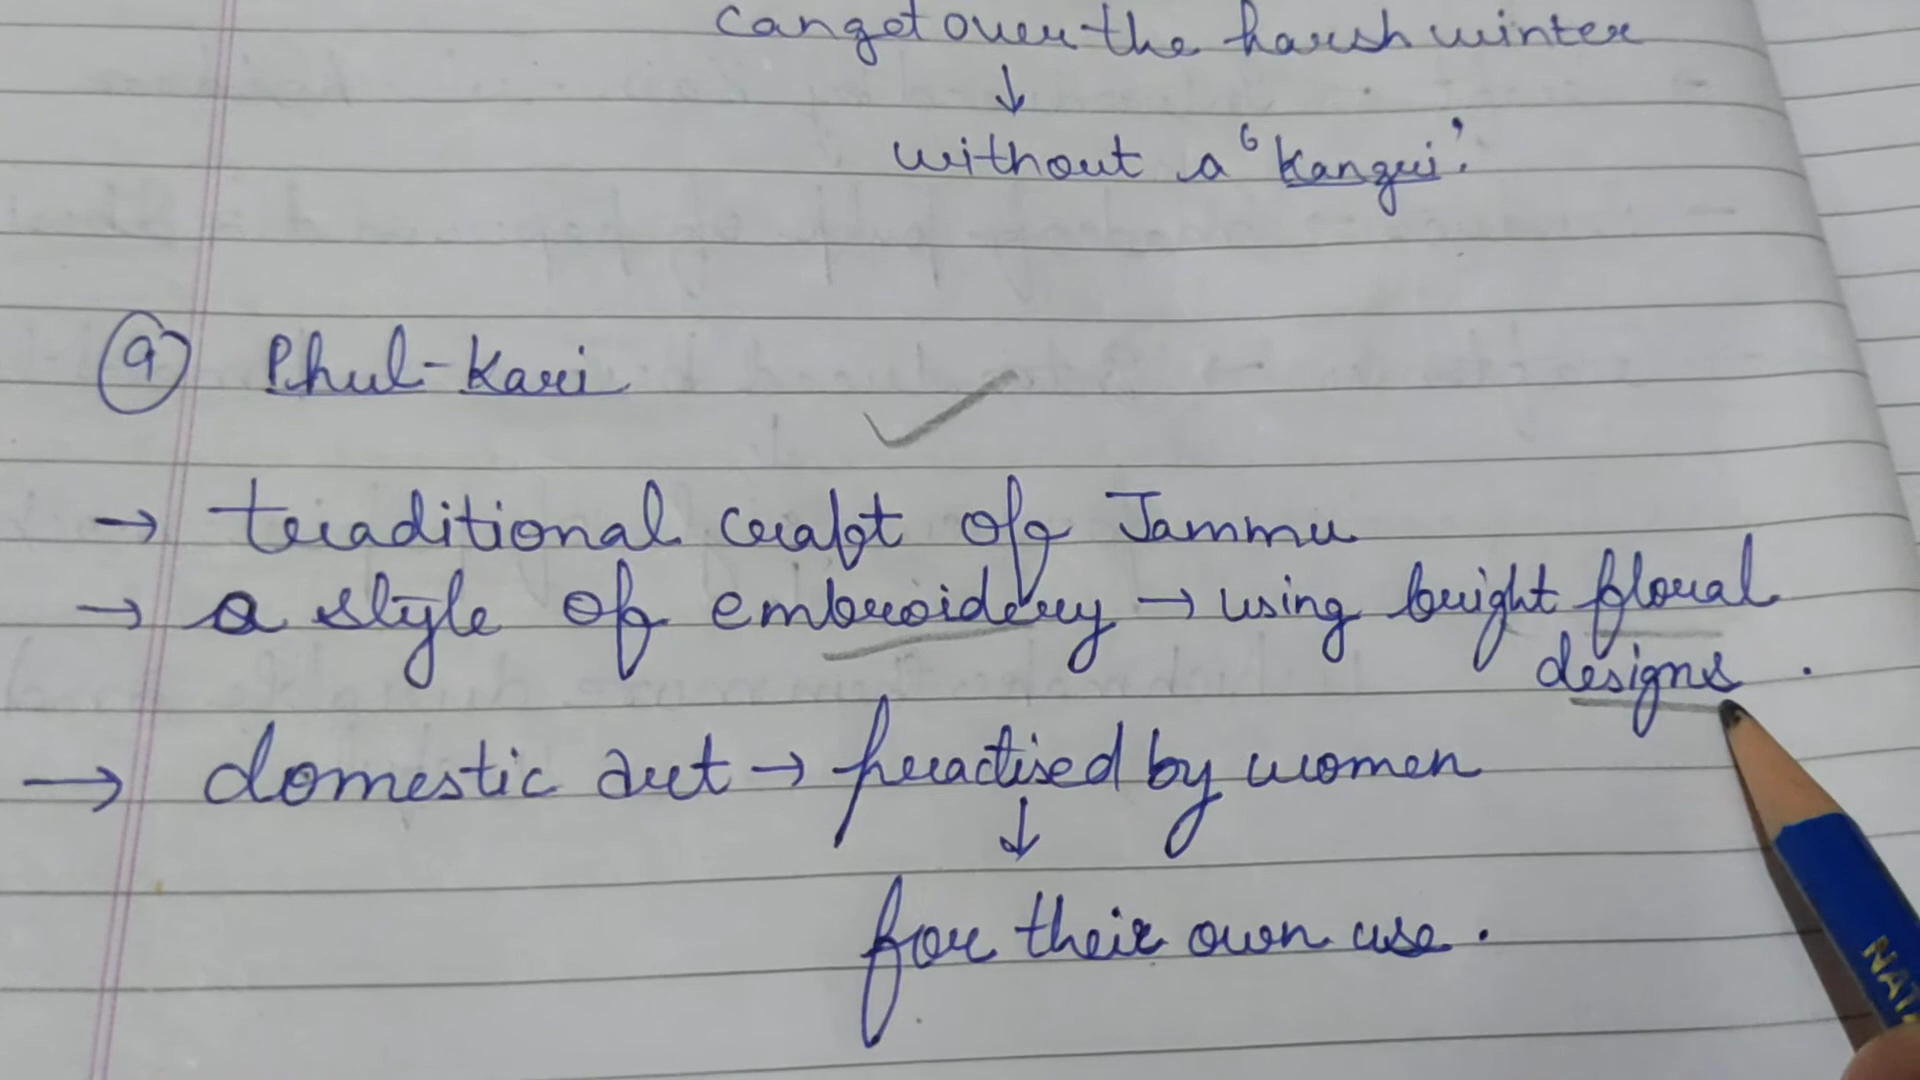 can get over the harsh winter
↓
without a 'Kangri'.
9 Phul-Kari
→ traditional craft of Jammu
→ a style of embroidery → using bright floral
designs.
→ domestic art → practised by women
↓
for their own use.
NAT